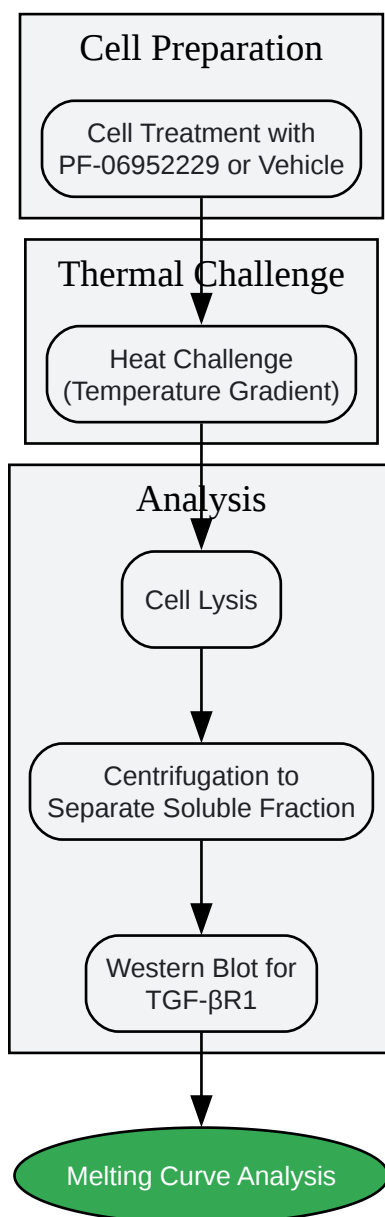 Cell Preparation
Cell Treatment with
PF-06952229 or Vehicle
Thermal Challenge
Heat Challenge
(Temperature Gradient)
Analysis
Cell Lysis
Centrifugation to
Separate Soluble Fraction
Western Blot for
TGF-βR1
Melting Curve Analysis